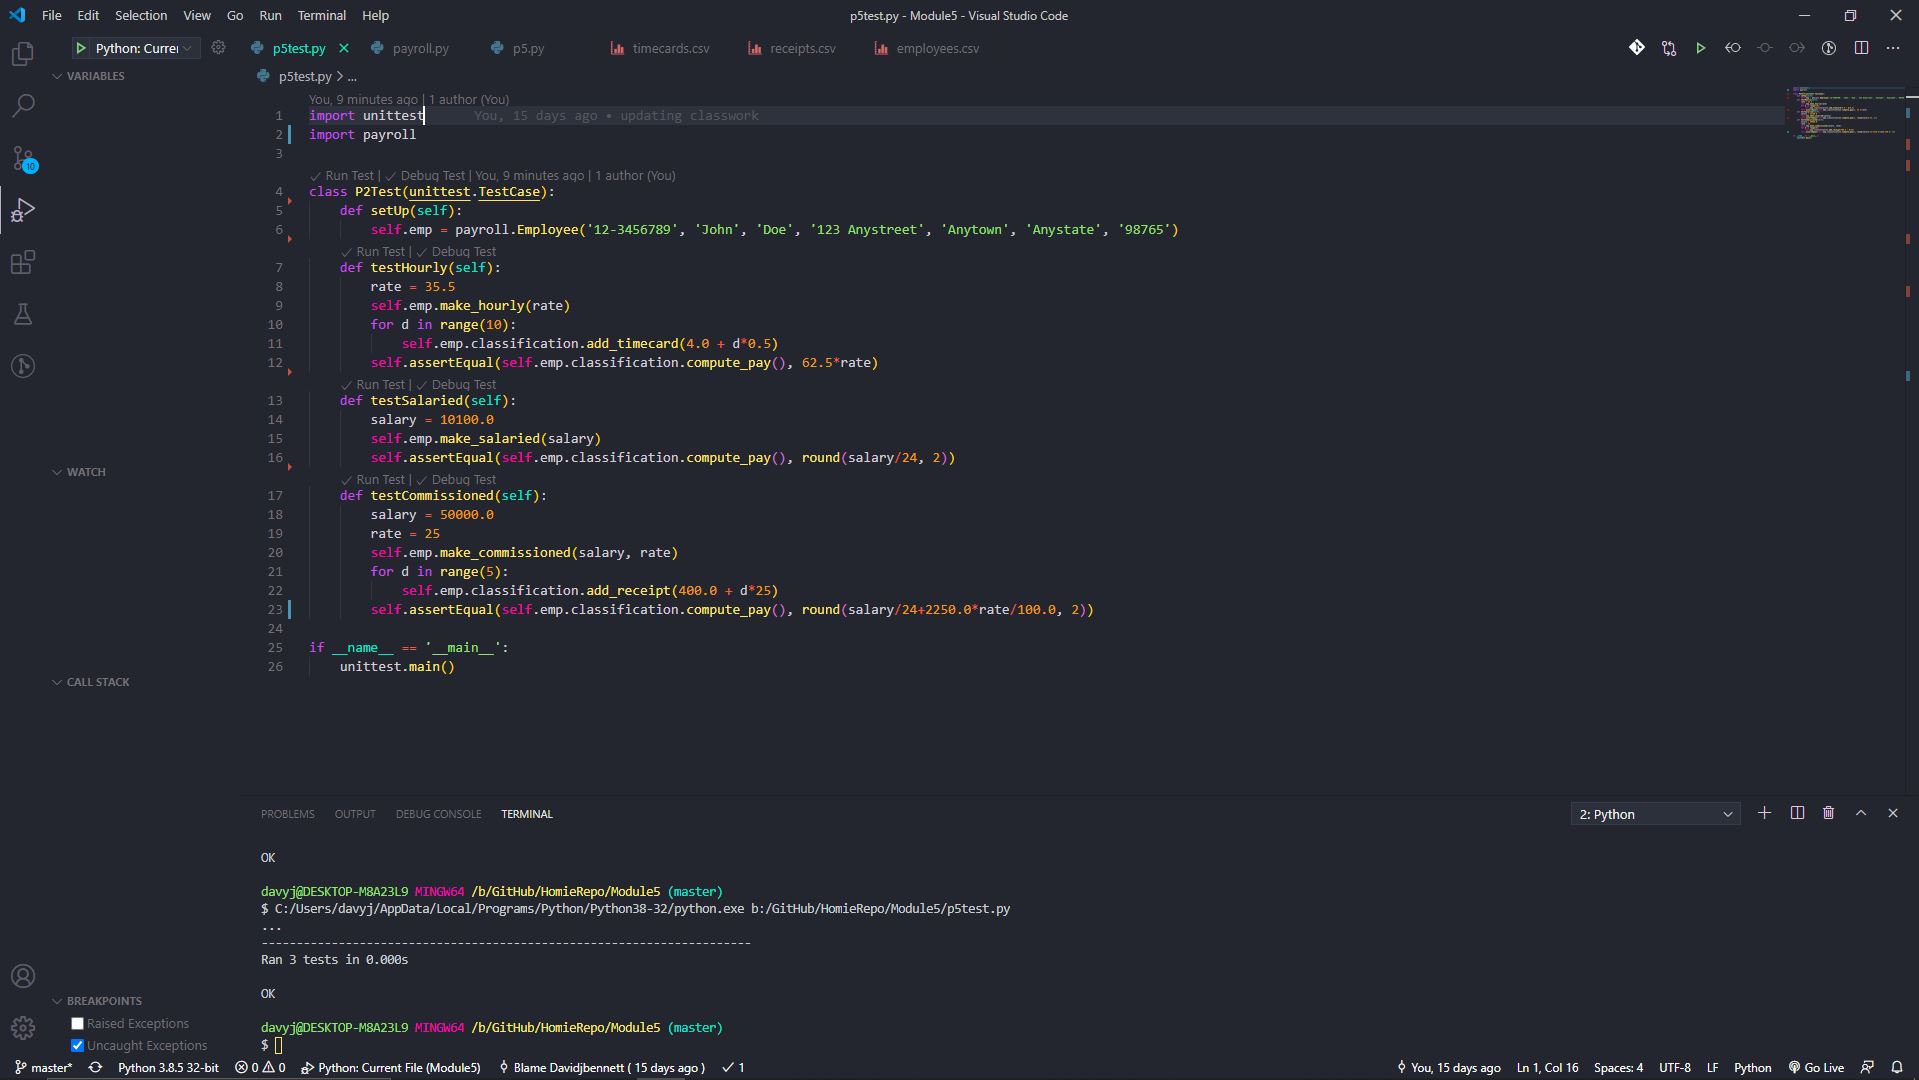 File Edit Selection View Go Run Terminal Help
p5test.py - Module5 - Visual Studio Code
Python: Currer
p5test.py payroll.py p5.py timecards.csv receipts.csv employees.csv
VARIABLES
p5test.py > ...
You, 9 minutes ago | 1 author (You)
1 import unittest You, 15 days ago • updating classwork
2 import payroll
3
10
Run Test | Debug Test | You, 9 minutes ago | 1 author (You)
4 class P2Test(unittest.TestCase):
5 def setUp(self):
6 self.emp = payroll.Employee('12-3456789', 'John', 'Doe', '123 Anystreet', 'Anytown', 'Anystate', '98765')
Run Test | Debug Test
7 def testHourly(self):
8 rate = 35.5
9 self.emp.make_hourly(rate)
10 for d in range(10):
11 self.emp.classification.add_timecard(4.0 + d*0.5)
12 self.assertEqual(self.emp.classification.compute_pay(), 62.5*rate)
Run Test | Debug Test
13 def testSalaried(self):
14 salary = 10100.0
15 self.emp.make_salaried(salary)
16 self.assertEqual(self.emp.classification.compute_pay(), round(salary/24, 2))
WATCH
Run Test | Debug Test
17 def testCommissioned(self):
18 salary = 50000.0
19 rate = 25
20 self.emp.make_commissioned(salary, rate)
21 for d in range(5):
22 self.emp.classification.add_receipt(400.0 + d*25)
23 self.assertEqual(self.emp.classification.compute_pay(), round(salary/24+2250.0*rate/100.0, 2))
24
25 if __name__ == '__main__':
26 unittest.main()
CALL STACK
PROBLEMS OUTPUT DEBUG CONSOLE TERMINAL
2: Python
OK
davyj@DESKTOP-M8A23L9 MINGW64 /b/GitHub/HomieRepo/Module5 (master)
$ C:/Users/davyj/AppData/Local/Programs/Python/Python38-32/python.exe b:/GitHub/HomieRepo/Module5/p5test.py
...
----------------------------------------------------------------------
Ran 3 tests in 0.000s
OK
BREAKPOINTS
Raised Exceptions
Uncaught Exceptions
davyj@DESKTOP-M8A23L9 MINGW64 /b/GitHub/HomieRepo/Module5 (master)
$
master* Python 3.8.5 32-bit 0 0 Python: Current File (Module5) Blame Davidjbennett ( 15 days ago ) 1
You, 15 days ago Ln 1, Col 16 Spaces: 4 UTF-8 LF Python Go Live